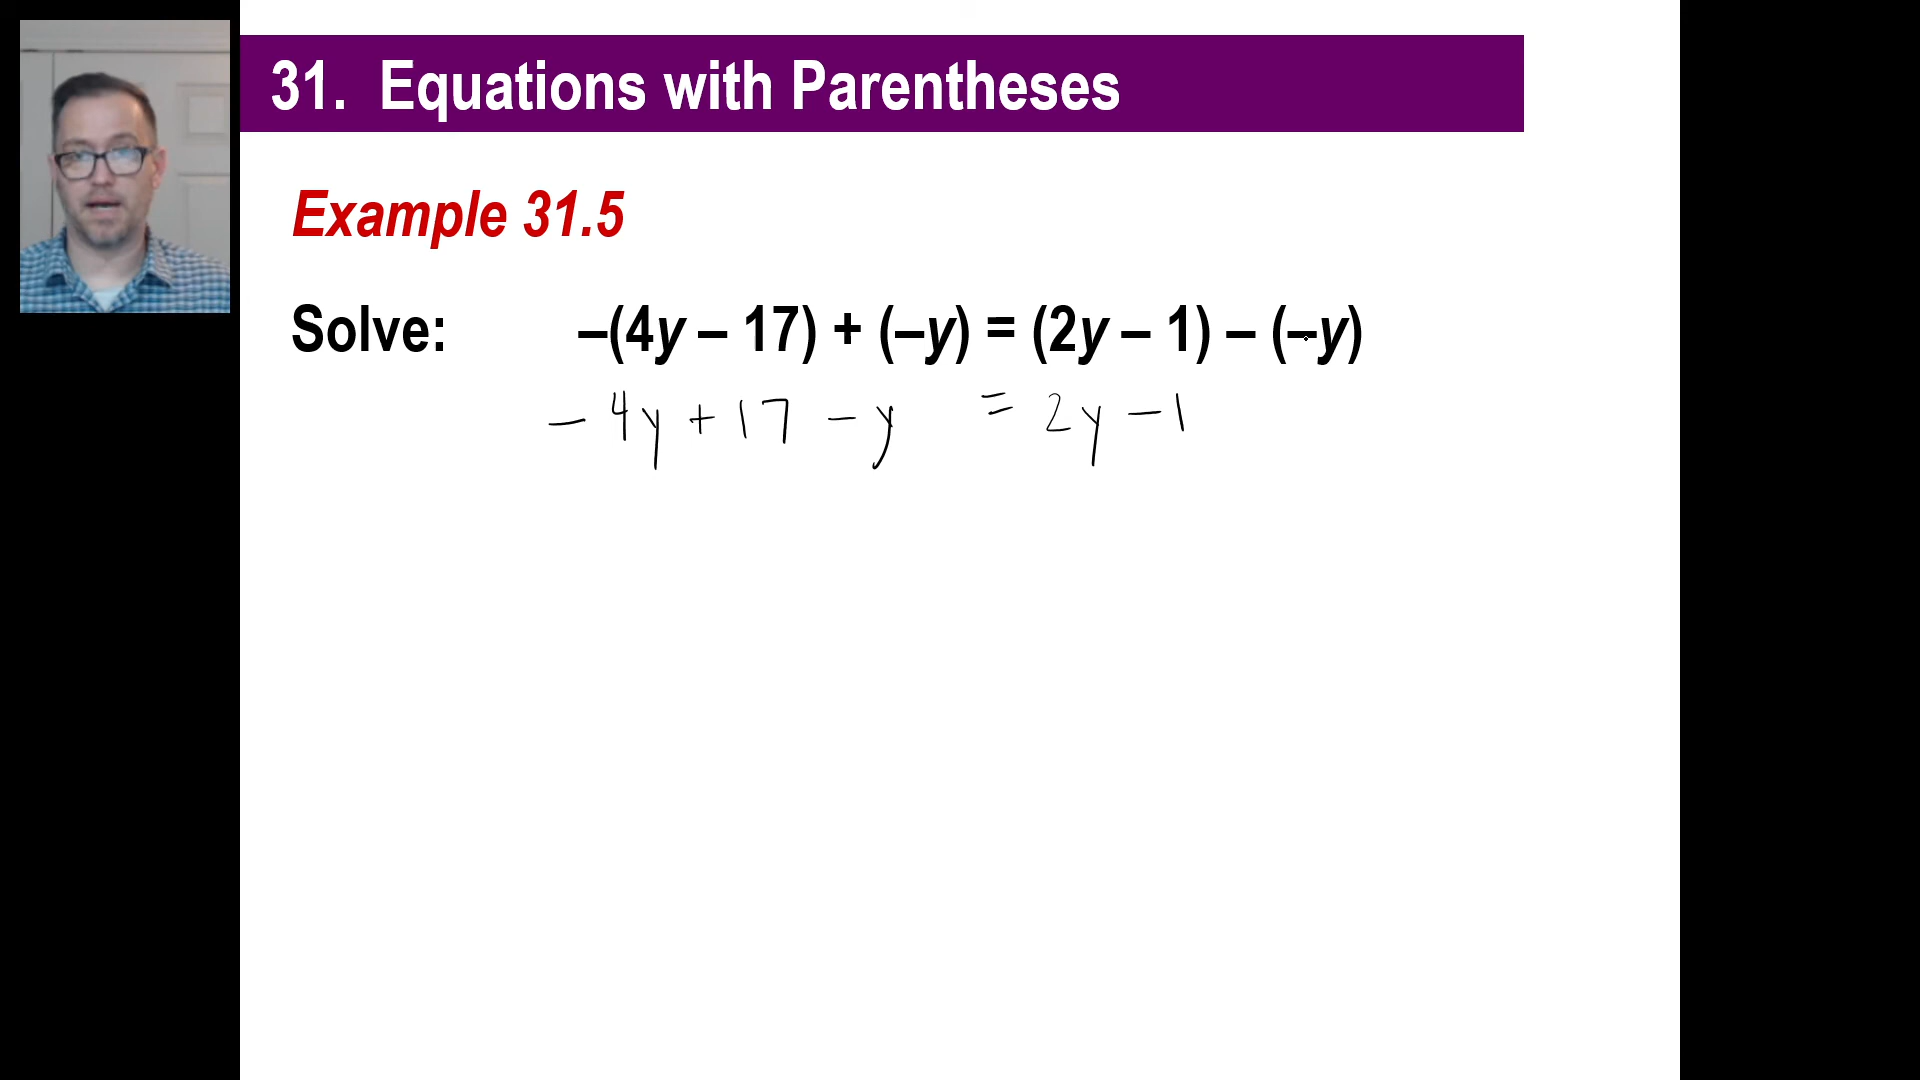 31. Equations with Parentheses
Example 31.5
Solve: –(4y – 17) + (–y) = (2y – 1) – (–y)
– 4y + 17 – y = 2y – 1